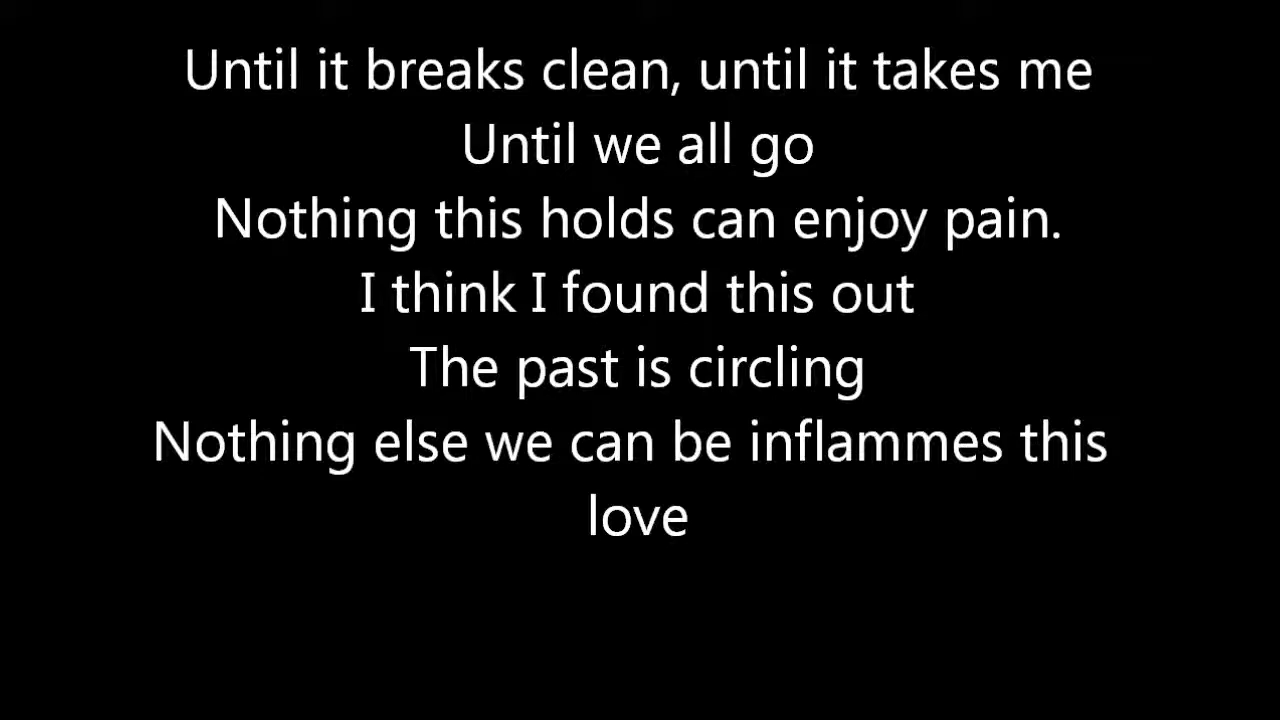 Until it breaks clean, until it takes me
Until we all go
Nothing this holds can enjoy pain.
I think I found this out
The past is circling
Nothing else we can be inflammes this
love